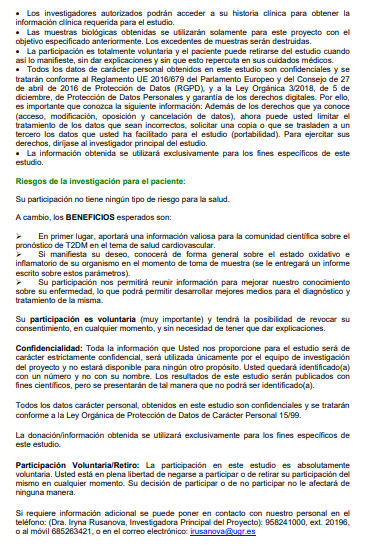 • Los investigadores autorizados podrán acceder a su historia clínica para obtener la
información clínica requerida para el estudio.
• Las muestras biológicas obtenidas se utilizarán solamente para este proyecto con el
objetivo especificado anteriormente. Los excedentes de muestras serán destruidas.
• La participación es totalmente voluntaria y el paciente puede retirarse del estudio cuando
así lo manifieste, sin dar explicaciones y sin que esto repercuta en sus cuidados médicos.
• Todos los datos de carácter personal obtenidos en este estudio son confidenciales y se
tratarán conforme al Reglamento UE 2016/679 del Parlamento Europeo y del Consejo de 27
de abril de 2016 de Protección de Datos (RGPD), y a la Ley Orgánica 3/2018, de 5 de
diciembre, de Protección de Datos Personales y garantía de los derechos digitales. Por ello,
es importante que conozca la siguiente información: Además de los derechos que ya conoce
(acceso, modificación, oposición y cancelación de datos), ahora puede usted limitar el
tratamiento de los datos que sean incorrectos, solicitar una copia o que se trasladen a un
tercero los datos que usted ha facilitado para el estudio (portabilidad). Para ejercitar sus
derechos, diríjase al investigador principal del estudio.
• La información obtenida se utilizará exclusivamente para los fines específicos de este
estudio.
Riesgos de la investigación para el paciente:
Su participación no tiene ningún tipo de riesgo para la salud.
A cambio, los BENEFICIOS esperados son:
➢ En primer lugar, aportará una información valiosa para la comunidad científica sobre el
pronóstico de T2DM en el tema de salud cardiovascular.
➢ Si manifiesta su deseo, conocerá de forma general sobre el estado oxidativo e
inflamatorio de su organismo en el momento de toma de muestra (se le entregará un informe
escrito sobre estos parámetros).
➢ Su participación nos permitirá reunir información para mejorar nuestro conocimiento
sobre su enfermedad, lo que podrá permitir desarrollar mejores medios para el diagnóstico y
tratamiento de la misma.
Su participación es voluntaria (muy importante) y tendrá la posibilidad de revocar su
consentimiento, en cualquier momento, y sin necesidad de tener que dar explicaciones.
Confidencialidad: Toda la información que Usted nos proporcione para el estudio será de
carácter estrictamente confidencial, será utilizada únicamente por el equipo de investigación
del proyecto y no estará disponible para ningún otro propósito. Usted quedará identificado(a)
con un número y no con su nombre. Los resultados de este estudio serán publicados con
fines científicos, pero se presentarán de tal manera que no podrá ser identificado(a).
Todos los datos carácter personal, obtenidos en este estudio son confidenciales y se tratarán
conforme a la Ley Orgánica de Protección de Datos de Carácter Personal 15/99.
La donación/información obtenida se utilizará exclusivamente para los fines específicos de
este estudio.
Participación Voluntaria/Retiro: La participación en este estudio es absolutamente
voluntaria. Usted está en plena libertad de negarse a participar o de retirar su participación del
mismo en cualquier momento. Su decisión de participar o de no participar no le afectará de
ninguna manera.
Si requiere información adicional se puede poner en contacto con nuestro personal en el
teléfono: (Dra. Iryna Rusanova, Investigadora Principal del Proyecto): 958241000, ext. 20196,
o al móvil 685263421, o en el correo electrónico: irusanova@ugr.es